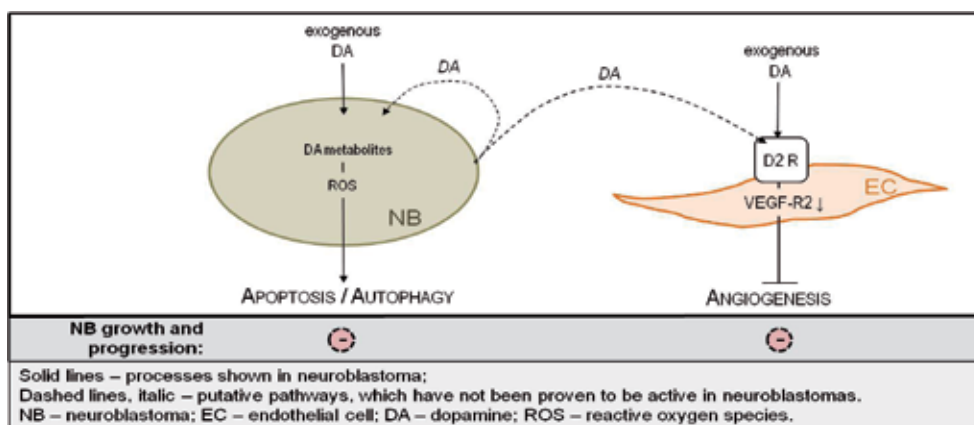 exogenous
DA
DA
DA
exogenous
DA
DA metabolites
ROS
NB
D2 R
EC
VEGF-R2 ↓
APOPTOSIS / AUTOPHAGY
ANGIOGENESIS
NB growth and
progression:
-
-
Solid lines – processes shown in neuroblastoma;
Dashed lines, italic – putative pathways, which have not been proven to be active in neuroblastomas.
NB – neuroblastoma; EC – endothelial cell; DA – dopamine; ROS – reactive oxygen species.